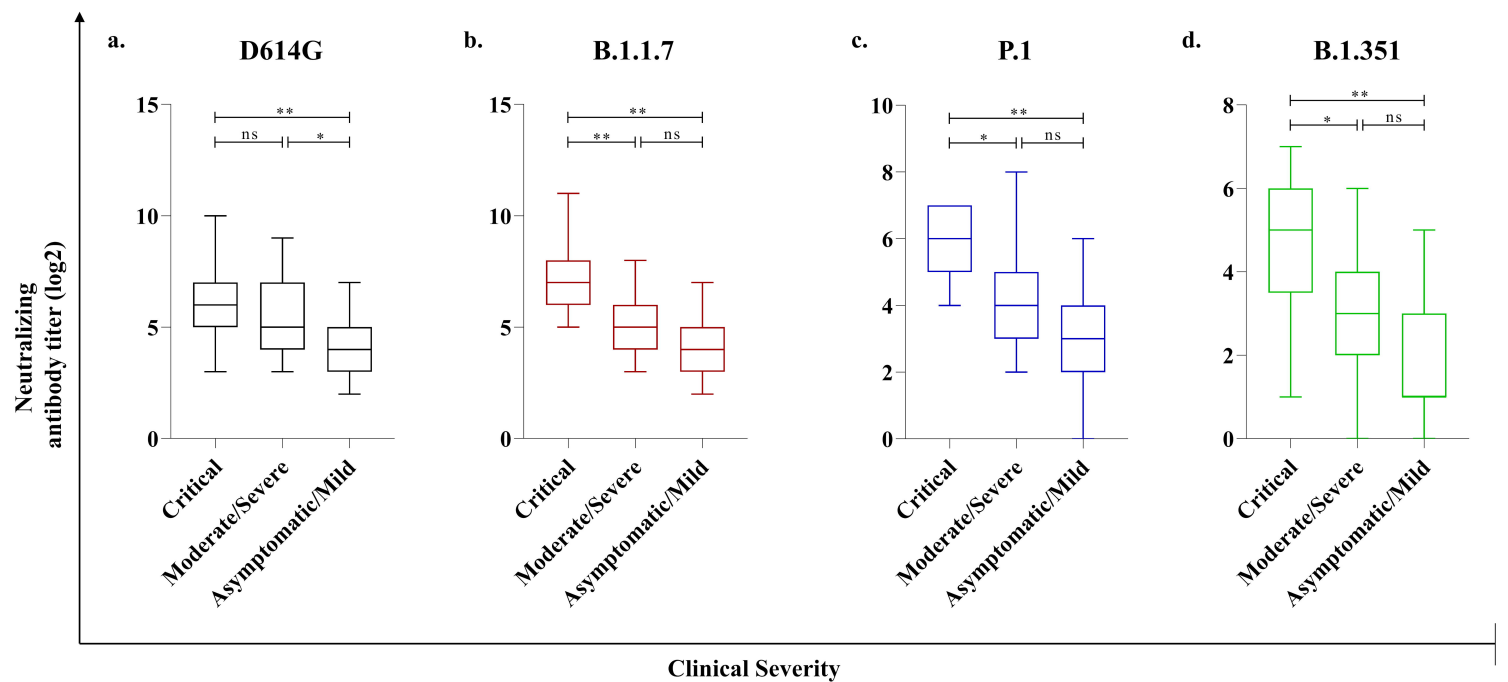 a.
D614G
b.
B.1.1.7
c.
P.1
d.
B.1.351
Neutralizing
antibody titer (log2)
15
10
5
0
**
ns
*
Critical
Moderate/Severe
Asymptomatic/Mild
15
10
5
0
**
**
ns
Critical
Moderate/Severe
Asymptomatic/Mild
10
8
6
4
2
0
**
*
ns
Critical
Moderate/Severe
Asymptomatic/Mild
8
6
4
2
0
**
*
ns
Critical
Moderate/Severe
Asymptomatic/Mild
Clinical Severity